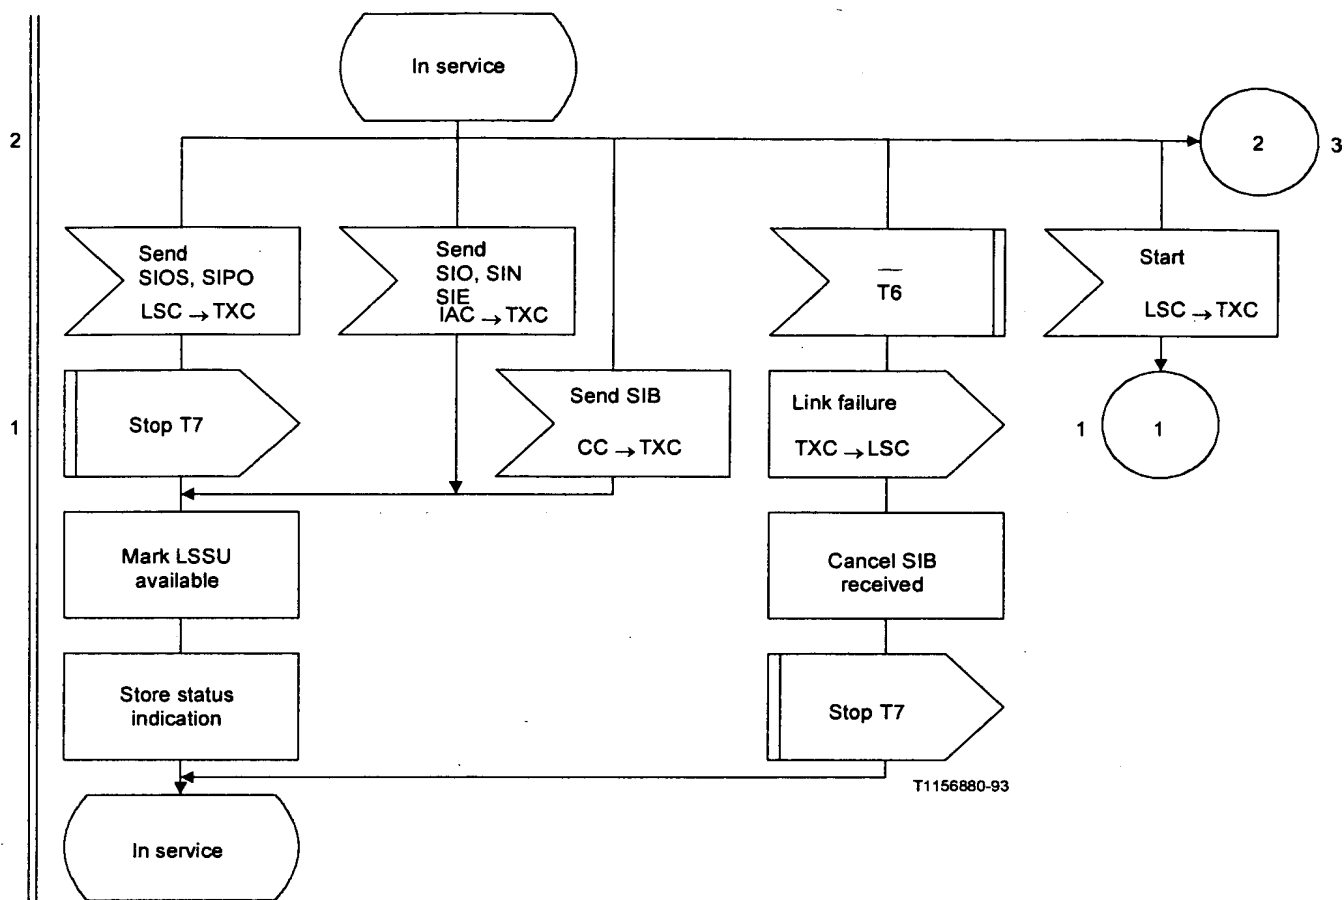 In service
2
2
3
Send
SIOS, SIPO
LSC → TXC
Send
SIO, SIN
SIE
IAC → TXC
T6
Start
LSC → TXC
1
Stop T7
Send SIB
CC → TXC
Link failure
TXC → LSC
1
1
Mark LSSU
available
Cancel SIB
received
Store status
indication
Stop T7
T1156880-93
In service